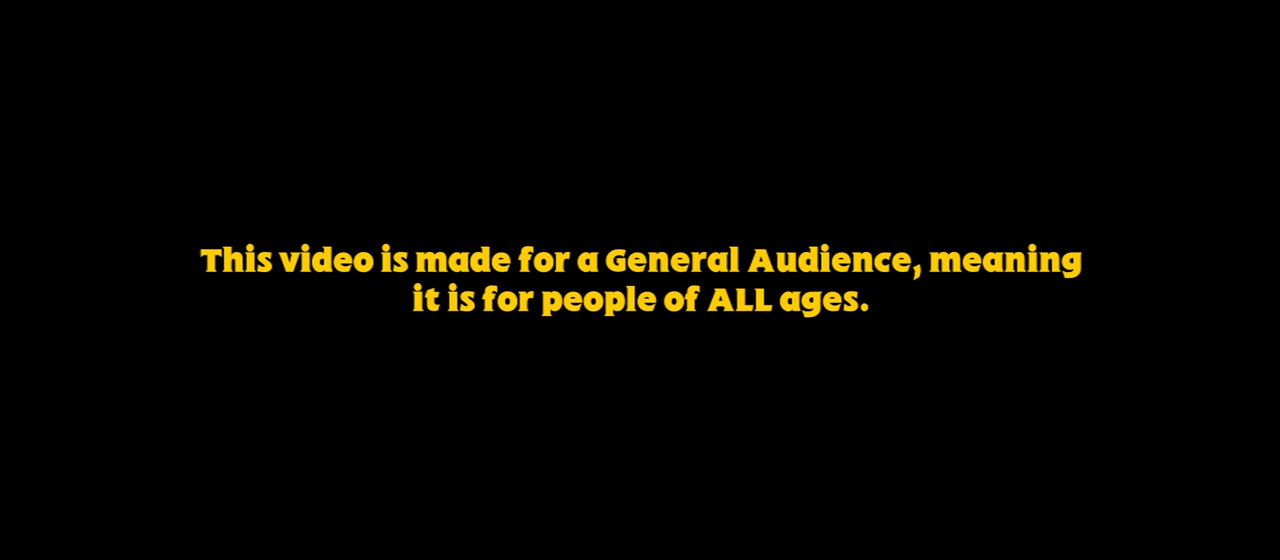 This video is made for a General Audience, meaning
it is for people of ALL ages.